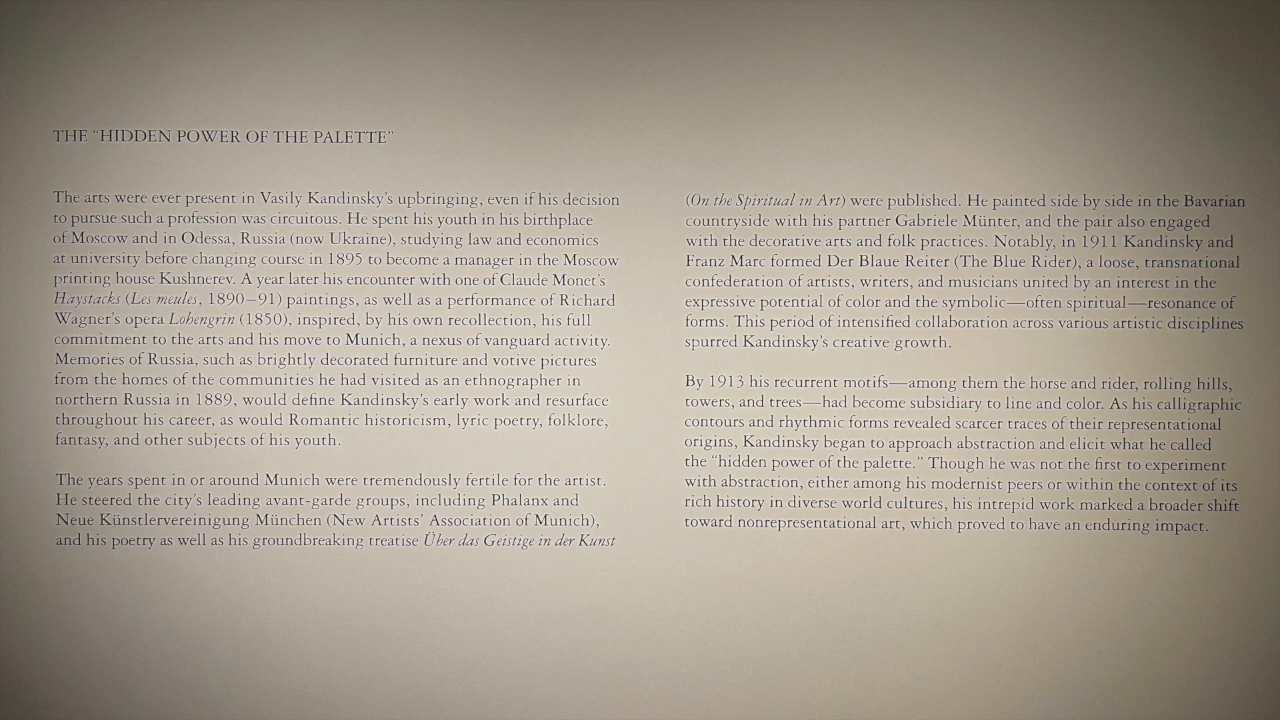 THE “HIDDEN POWER OF THE PALETTE”
The arts were ever present in Vasily Kandinsky’s upbringing, even if his decision
to pursue such a profession was circuitous. He spent his youth in his birthplace
of Moscow and in Odessa, Russia (now Ukraine), studying law and economics
at university before changing course in 1895 to become a manager in the Moscow
printing house Kushnerev. A year later his encounter with one of Claude Monet’s
Haystacks (Les meules, 1890–91) paintings, as well as a performance of Richard
Wagner’s opera Lohengrin (1850), inspired, by his own recollection, his full
commitment to the arts and his move to Munich, a nexus of vanguard activity.
Memories of Russia, such as brightly decorated furniture and votive pictures
from the homes of the communities he had visited as an ethnographer in
northern Russia in 1889, would define Kandinsky’s early work and resurface
throughout his career, as would Romantic historicism, lyric poetry, folklore,
fantasy, and other subjects of his youth.
The years spent in or around Munich were tremendously fertile for the artist.
He steered the city’s leading avant-garde groups, including Phalanx and
Neue Künstlervereinigung München (New Artists’ Association of Munich),
and his poetry as well as his groundbreaking treatise Über das Geistige in der Kunst
(On the Spiritual in Art) were published. He painted side by side in the Bavarian
countryside with his partner Gabriele Münter, and the pair also engaged
with the decorative arts and folk practices. Notably, in 1911 Kandinsky and
Franz Marc formed Der Blaue Reiter (The Blue Rider), a loose, transnational
confederation of artists, writers, and musicians united by an interest in the
expressive potential of color and the symbolic—often spiritual—resonance of
forms. This period of intensified collaboration across various artistic disciplines
spurred Kandinsky’s creative growth.
By 1913 his recurrent motifs—among them the horse and rider, rolling hills,
towers, and trees—had become subsidiary to line and color. As his calligraphic
contours and rhythmic forms revealed scarcer traces of their representational
origins, Kandinsky began to approach abstraction and elicit what he called
the “hidden power of the palette.” Though he was not the first to experiment
with abstraction, either among his modernist peers or within the context of its
rich history in diverse world cultures, his intrepid work marked a broader shift
toward nonrepresentational art, which proved to have an enduring impact.